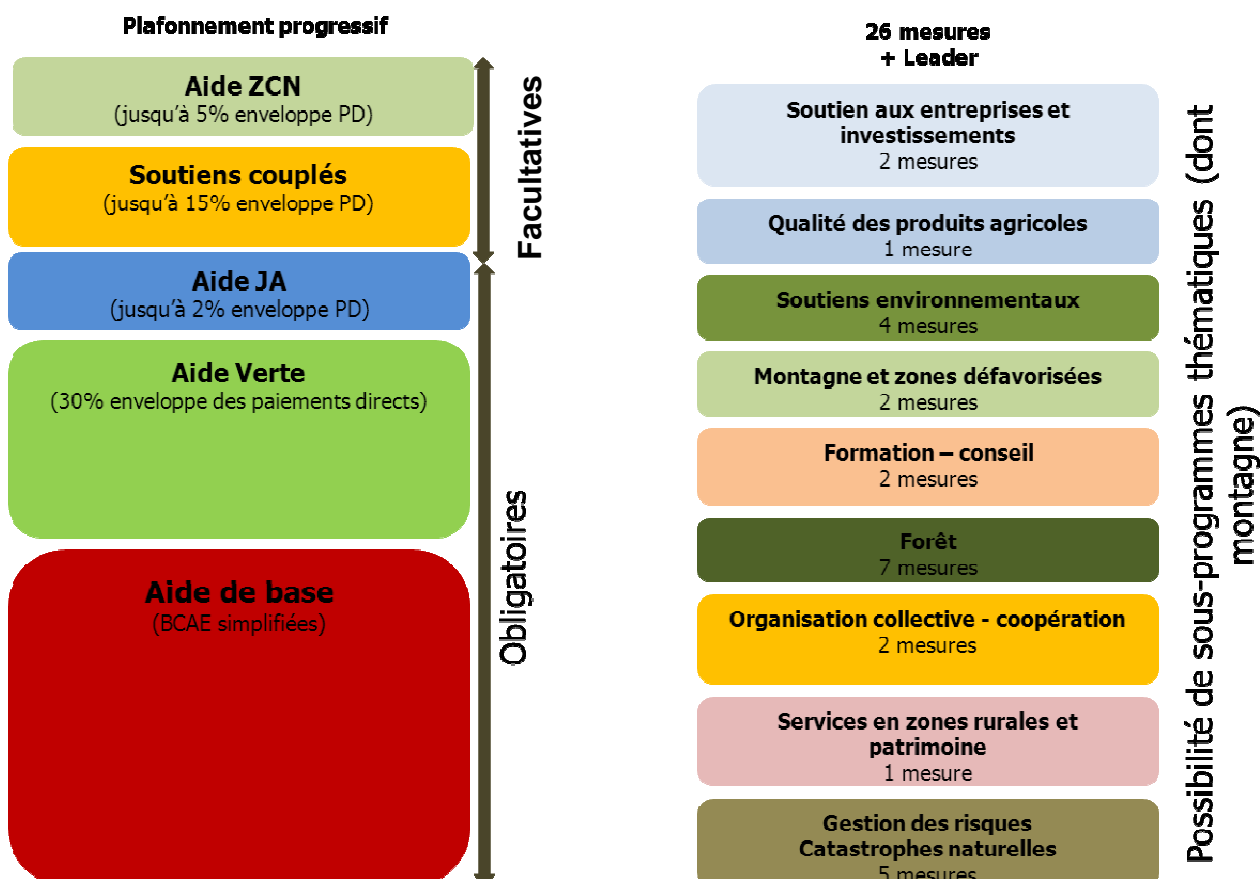 Plafonnement progressif
Aide ZCN
(jusqu'à 5% enveloppe PD)
Soutiens couplés
(jusqu'à 15% enveloppe PD)
Aide JA
(jusqu'à 2% enveloppe PD)
Aide Verte
(30% enveloppe des paiements directs)
Aide de base
(BCAE simplifiées)
Facultatives
Obligatoires
26 mesures
+ Leader
Soutien aux entreprises et
investissements
2 mesures
Qualité des produits agricoles
1 mesure
Soutiens environnementaux
4 mesures
Montagne et zones défavorisées
2 mesures
Formation – conseil
2 mesures
Forêt
7 mesures
Organisation collective - coopération
2 mesures
Services en zones rurales et
patrimoine
1 mesure
Gestion des risques
Catastrophes naturelles
5 mesures
Possibilité de sous-programmes thématiques (dont
montagne)